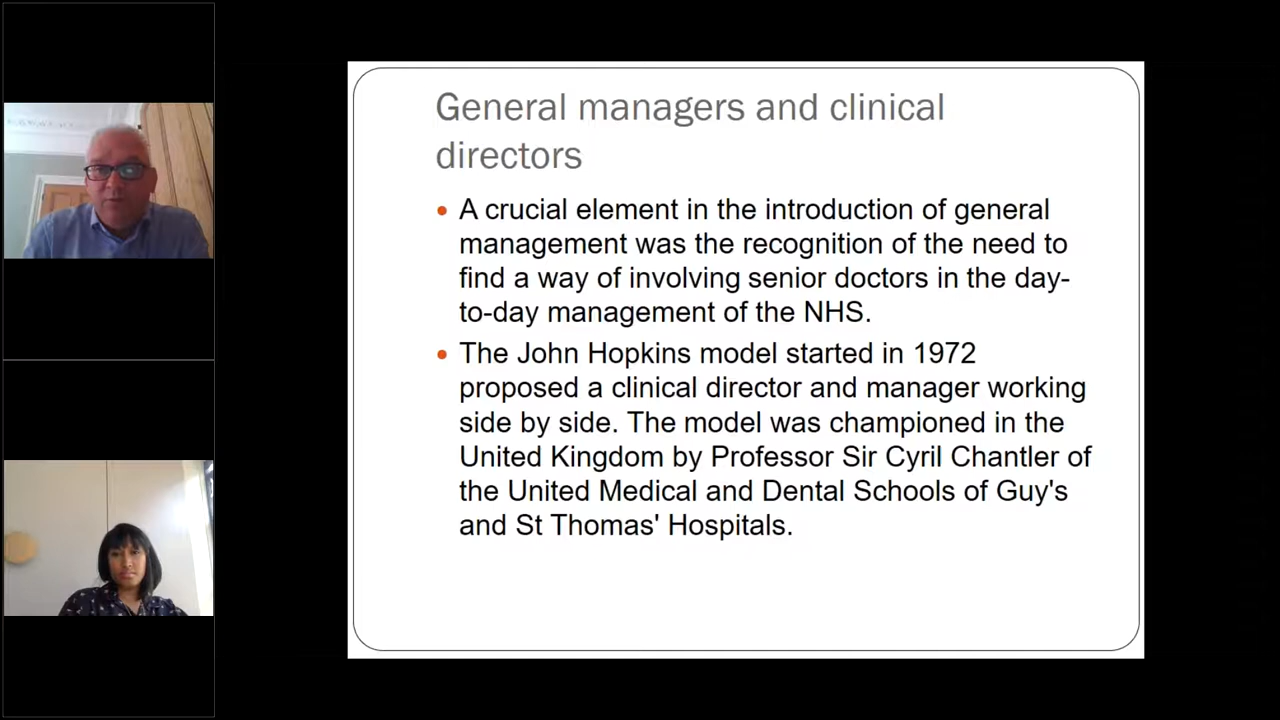 General managers and clinical
directors
• A crucial element in the introduction of general
management was the recognition of the need to
find a way of involving senior doctors in the day-
to-day management of the NHS.
• The John Hopkins model started in 1972
proposed a clinical director and manager working
side by side. The model was championed in the
United Kingdom by Professor Sir Cyril Chantler of
the United Medical and Dental Schools of Guy's
and St Thomas' Hospitals.